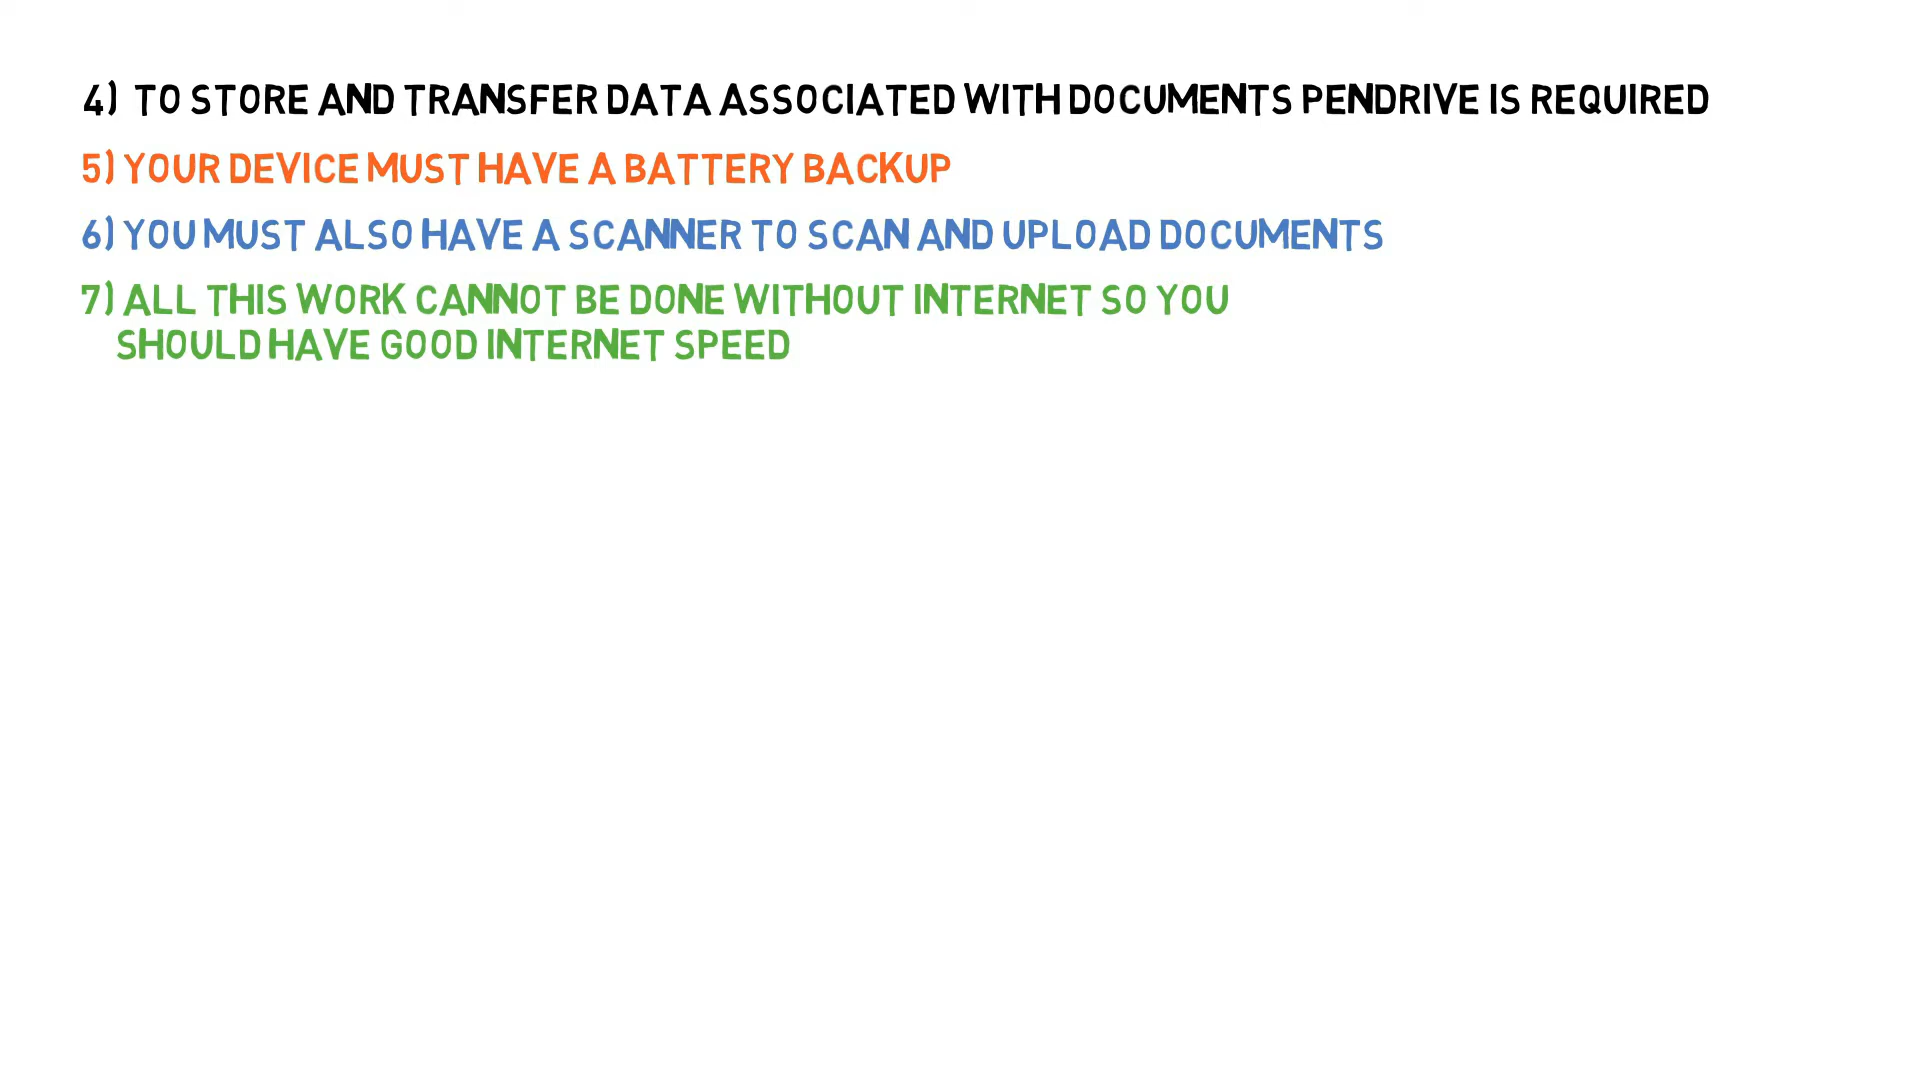 4) TO STORE AND TRANSFER DATA ASSOCIATED WITH DOCUMENTS PENDRIVE IS REQUIRED
5) YOUR DEVICE MUST HAVE A BATTERY BACKUP
6) YOU MUST ALSO HAVE A SCANNER TO SCAN AND UPLOAD DOCUMENTS
7) ALL THIS WORK CANNOT BE DONE WITHOUT INTERNET SO YOU
SHOULD HAVE GOOD INTERNET SPEED